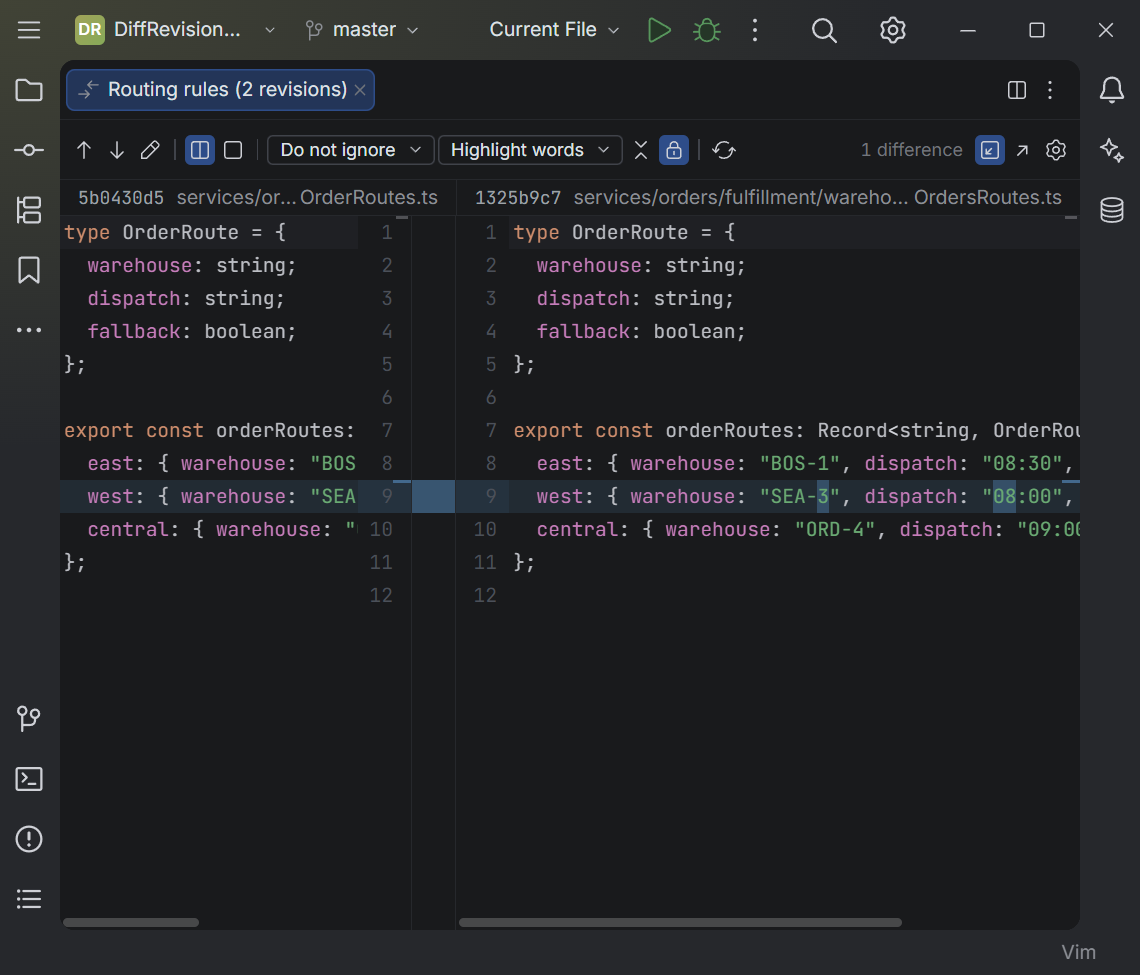 DR DiffRevision... master Current File
Routing rules (2 revisions)
Do not ignore Highlight words 1 difference
5b0430d5 services/or... OrderRoutes.ts 1325b9c7 services/orders/fulfillment/wareho... OrdersRoutes.ts
type OrderRoute = { 1 1 type OrderRoute = {
warehouse: string; 2 2 warehouse: string;
dispatch: string; 3 3 dispatch: string;
fallback: boolean; 4 4 fallback: boolean;
}; 5 5 };
6 6
export const orderRoutes: 7 7 export const orderRoutes: Record<string, OrderRou
east: { warehouse: "BOS 8 8 east: { warehouse: "BOS-1", dispatch: "08:30",
west: { warehouse: "SEA 9 9 west: { warehouse: "SEA-3", dispatch: "08:00",
central: { warehouse: " 10 10 central: { warehouse: "ORD-4", dispatch: "09:00
}; 11 11 };
12 12
Vim